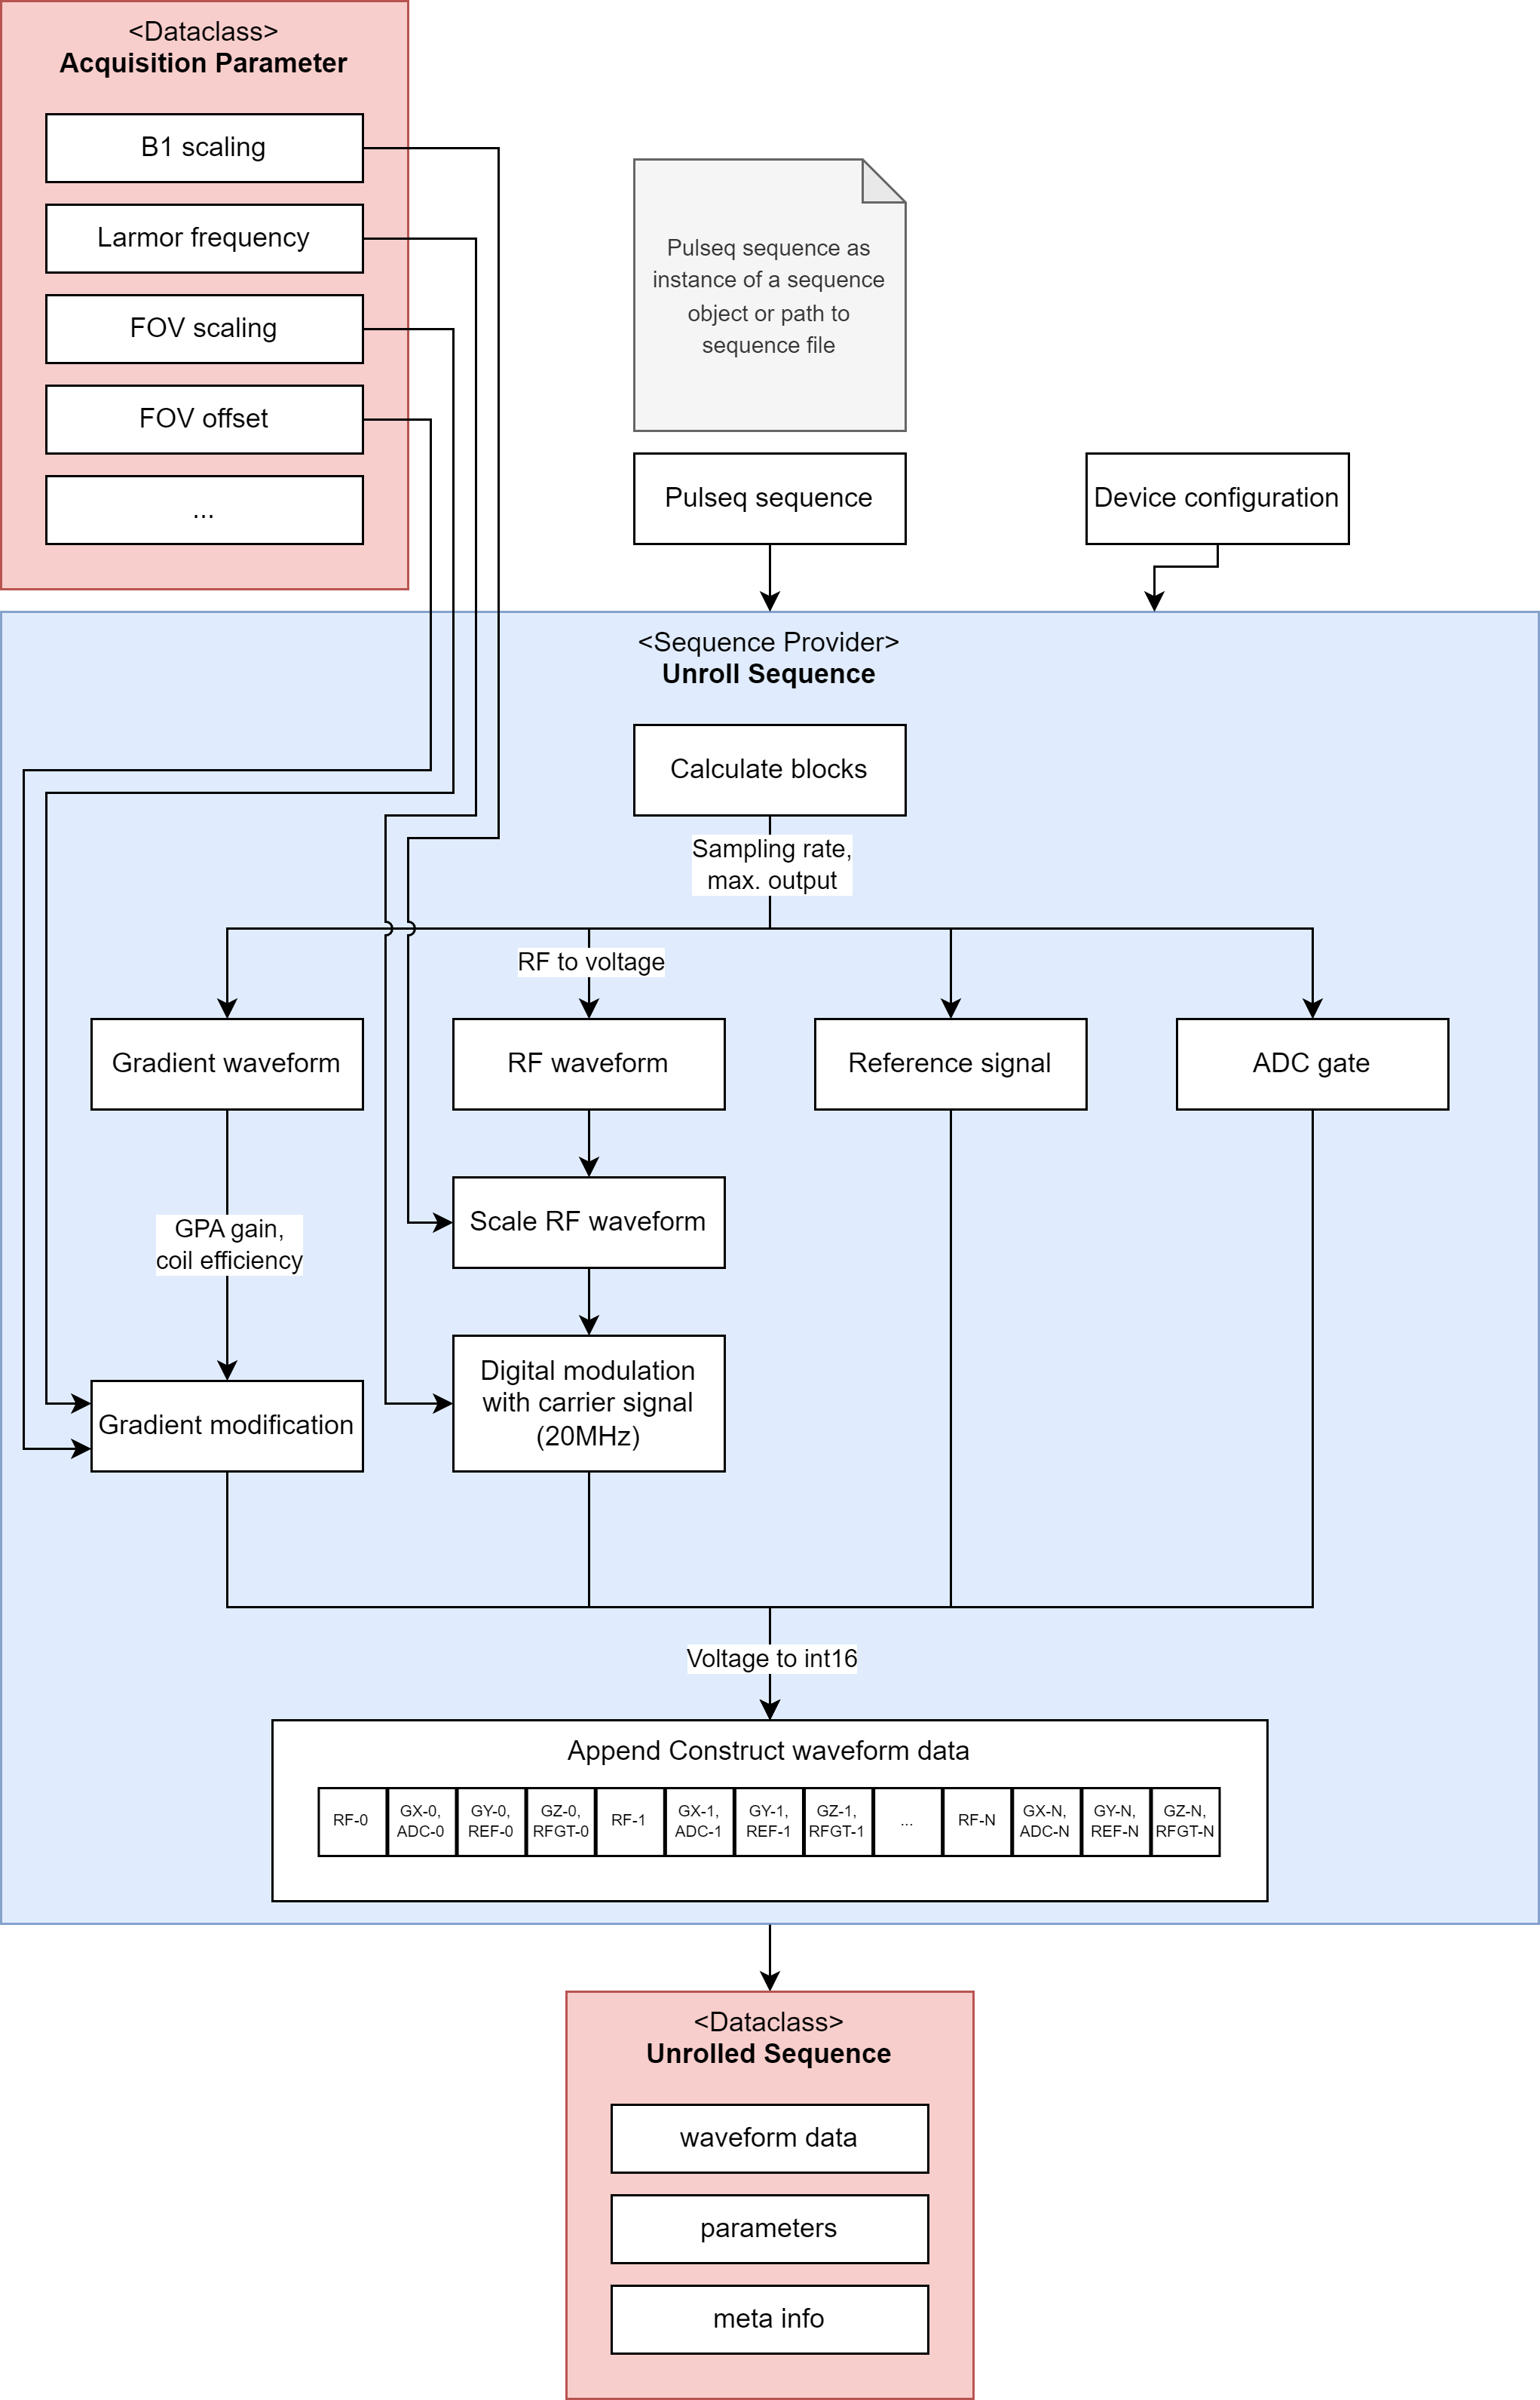 <Dataclass>
Acquisition Parameter
B1 scaling
Larmor frequency
FOV scaling
FOV offset
...
Pulseq sequence as
instance of a sequence
object or path to
sequence file
Pulseq sequence
Device configuration
<Sequence Provider>
Unroll Sequence
Calculate blocks
Sampling rate,
max. output
RF to voltage
Gradient waveform
RF waveform
Reference signal
ADC gate
Scale RF waveform
GPA gain,
coil efficiency
Digital modulation
with carrier signal
(20MHz)
Gradient modification
Voltage to int16
Append Construct waveform data
RF-0
GX-0,
ADC-0
GY-0,
REF-0
GZ-0,
RFGT-0
RF-1
GX-1,
ADC-1
GY-1,
REF-1
GZ-1,
RFGT-1
...
RF-N
GX-N,
ADC-N
GY-N,
REF-N
GZ-N,
RFGT-N
<Dataclass>
Unrolled Sequence
waveform data
parameters
meta info